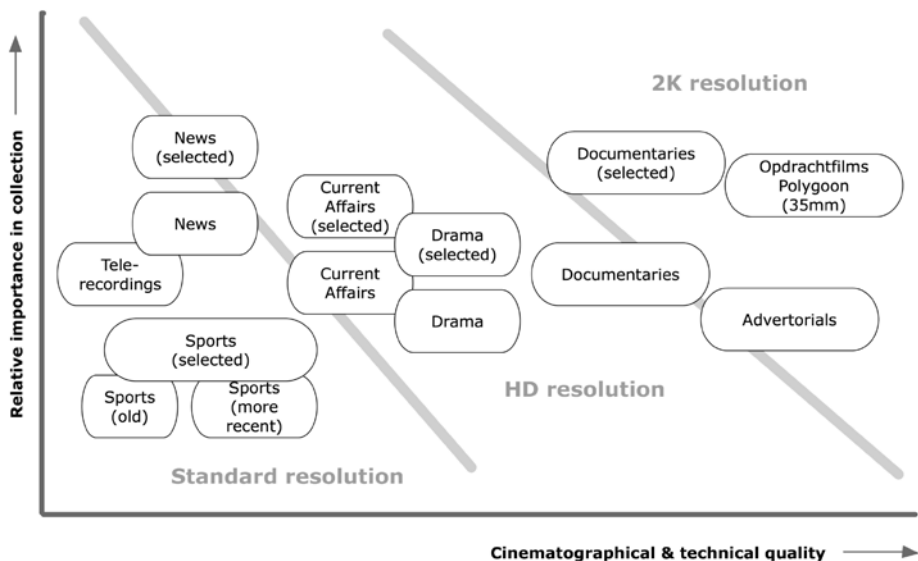 Relative importance in collection
2K resolution
News
(selected)
Documentaries
(selected)
Opdrachtfilms
Polygoon
(35mm)
Current
Affairs
(selected)
News
Drama
(selected)
Tele-
recordings
Current
Affairs
Documentaries
Drama
Advertorials
Sports
(selected)
Sports
(old)
Sports
(more
recent)
HD resolution
Standard resolution
Cinematographical & technical quality